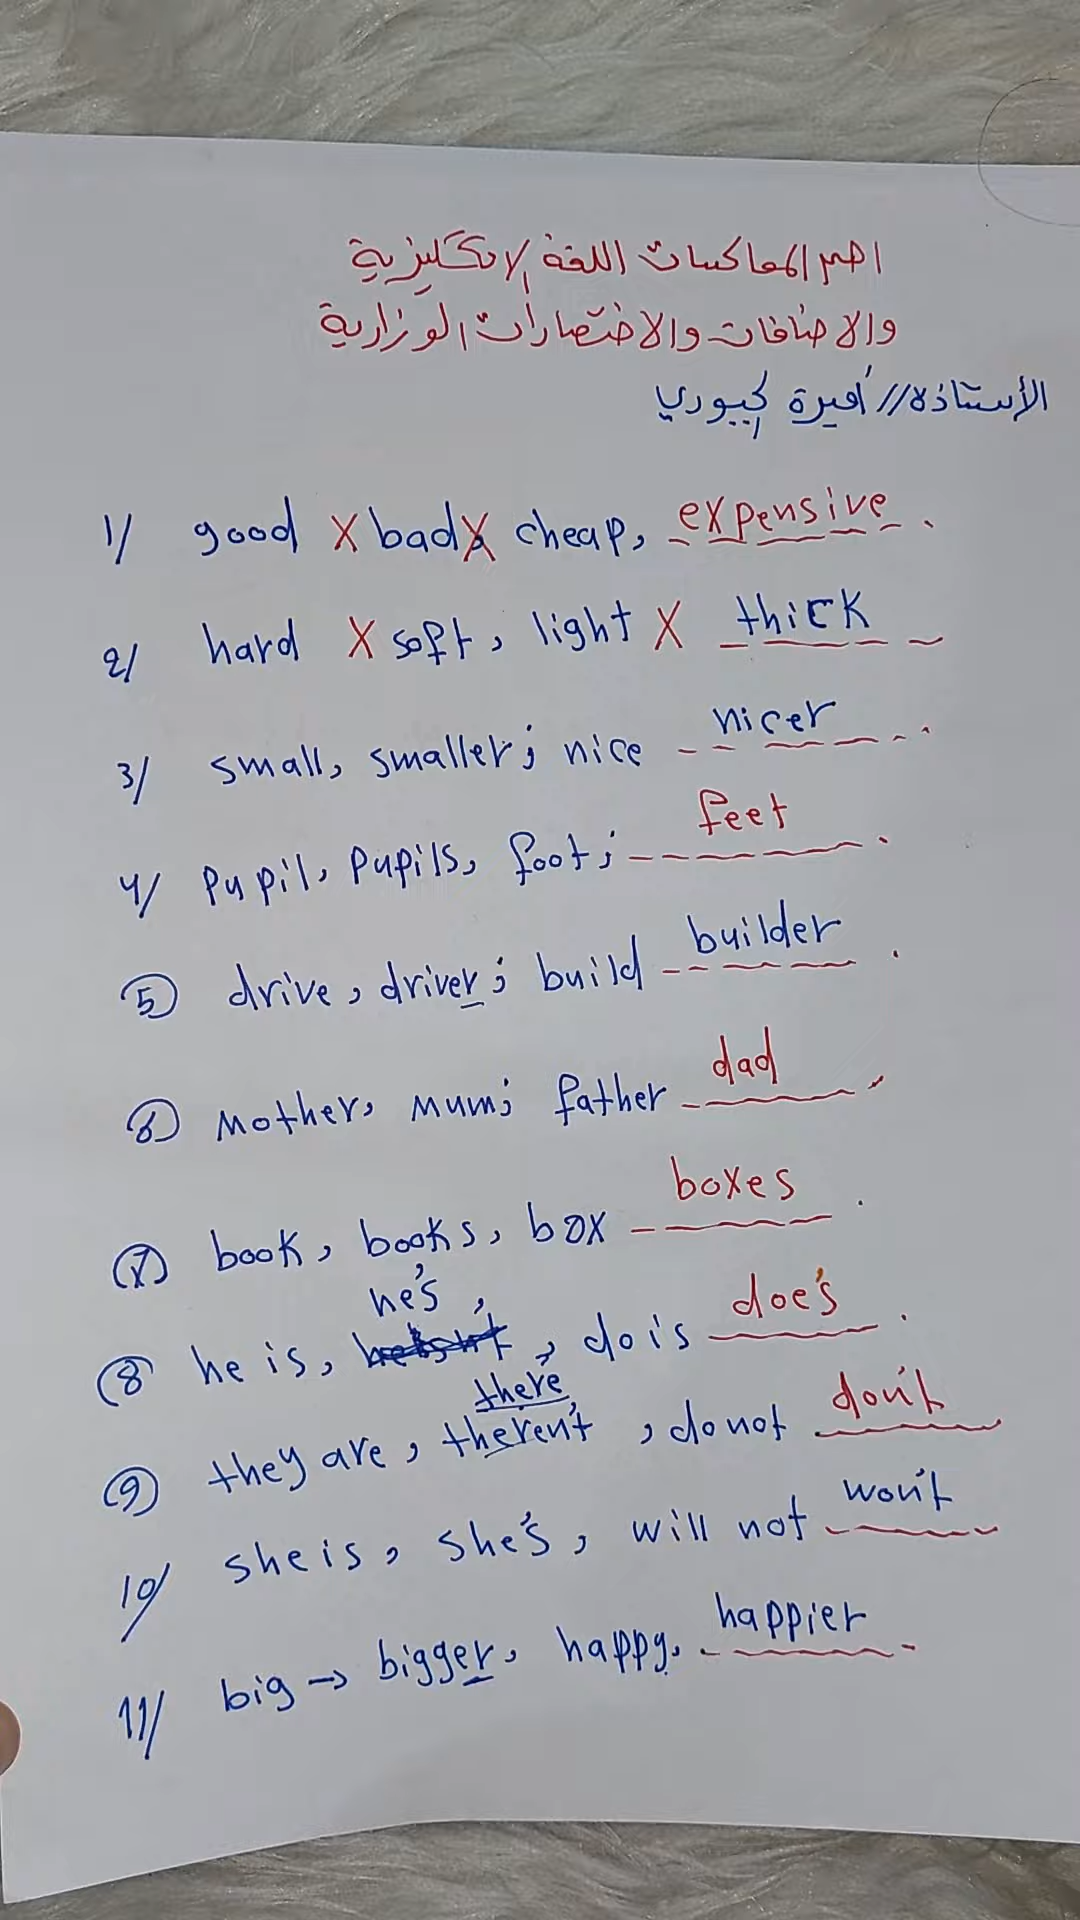 اهم المعاكسات اللغة الانكليزية
والاضافات والاختصارات الوزارية
الأستاذة // أميرة الجبوري
1/ good X bad X cheap, expensive.
2/ hard X soft, light X thick
3/ small, smaller; nice nicer
4/ pupil, pupils, foot; feet.
5 drive, driver; build builder.
6 mother, mum; father dad
7 book, books, box boxes.
8 he is, he's, do is doe's.
9 they are, there theren't, do not don't
10/ she is, she's, will not won't
11/ big → bigger, happy, happier